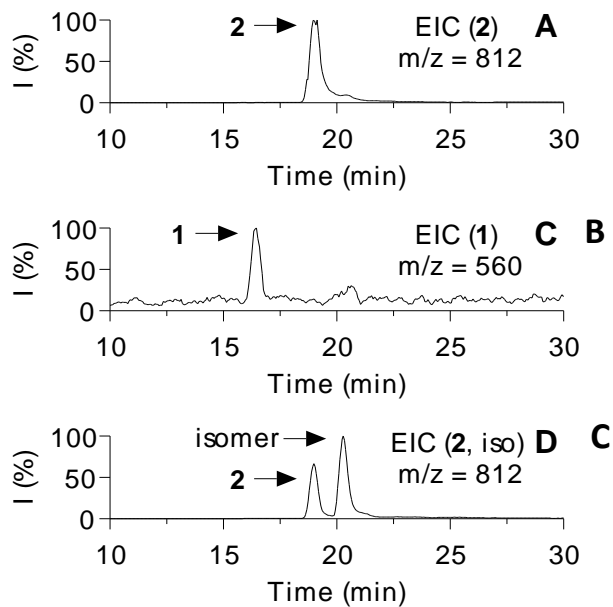 100
50
0
I (%)
2
EIC (2)
m/z = 812
A
10 15 20 25 30
Time (min)
100
50
0
I (%)
1
EIC (1)
m/z = 560
C B
10 15 20 25 30
Time (min)
100
50
0
I (%)
isomer
2
EIC (2, iso)
m/z = 812
D C
10 15 20 25 30
Time (min)